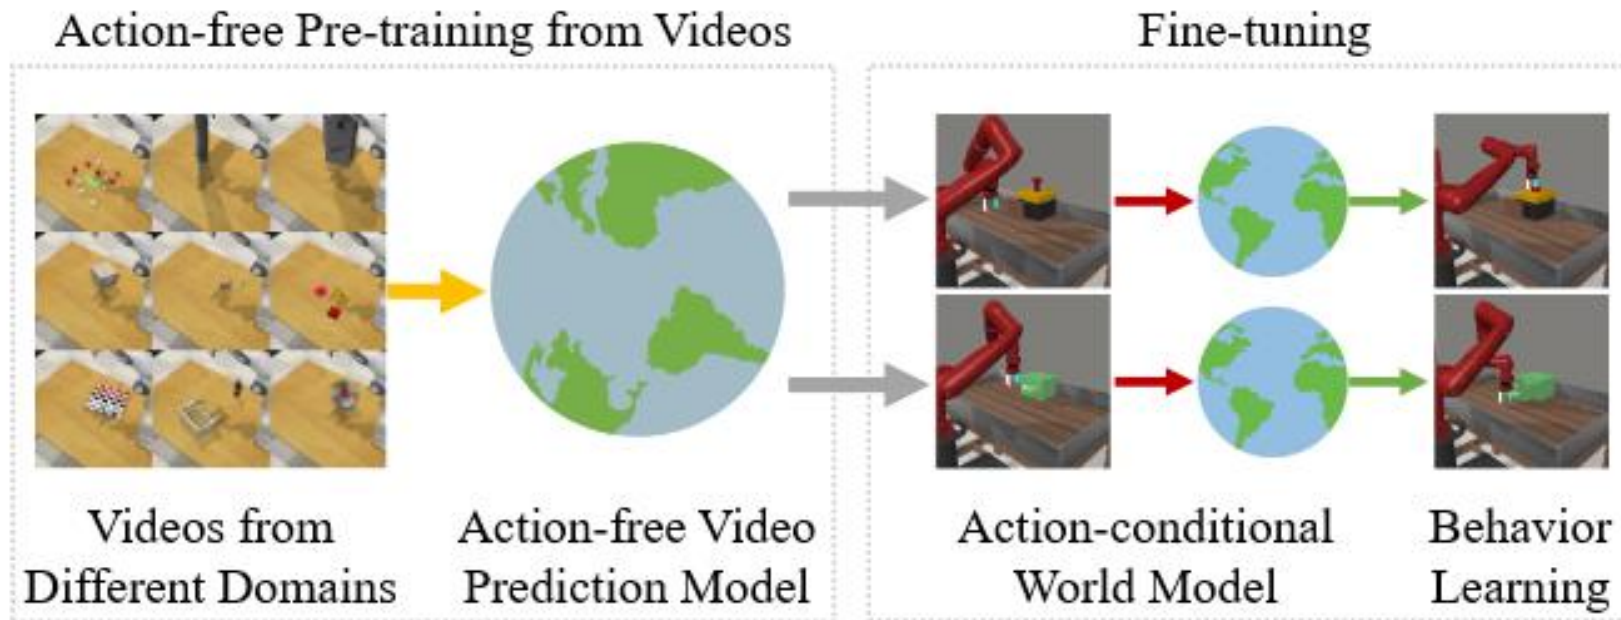 Action-free Pre-training from Videos
Fine-tuning
Videos from
Different Domains
Action-free Video
Prediction Model
Action-conditional
World Model
Behavior
Learning